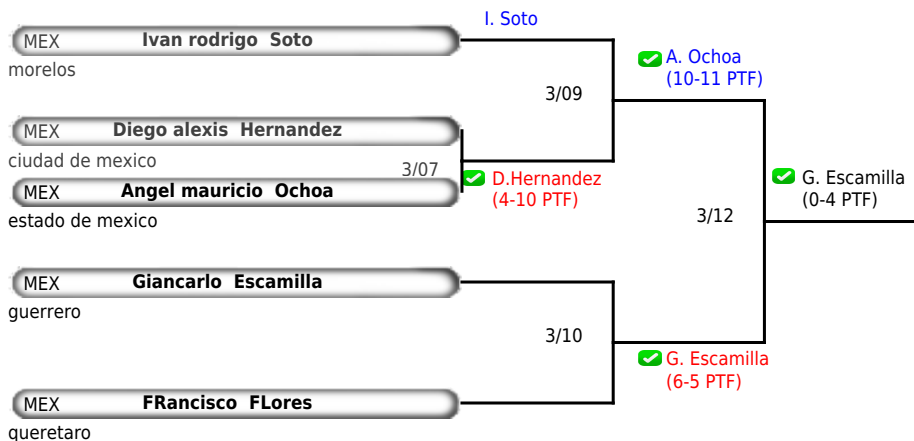 I. Soto
MEX Ivan rodrigo Soto
morelos
A. Ochoa
(10-11 PTF)
3/09
MEX Diego alexis Hernandez
ciudad de mexico
3/07
D.Hernandez
(4-10 PTF)
MEX Angel mauricio Ochoa
estado de mexico
G. Escamilla
(0-4 PTF)
3/12
MEX Giancarlo Escamilla
guerrero
3/10
G. Escamilla
(6-5 PTF)
MEX FRancisco FLores
queretaro